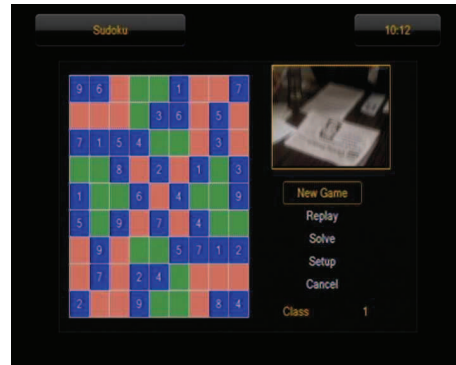 Sudoku 10:12
9 6 1 7
3 6 5
7 1 5 4 3
8 2 1 3
1 6 4 9
5 9 7 4
9 5 7 1 2
7 2 4
2 9 8 4
New Game
Replay
Solve
Setup
Cancel
Class 1